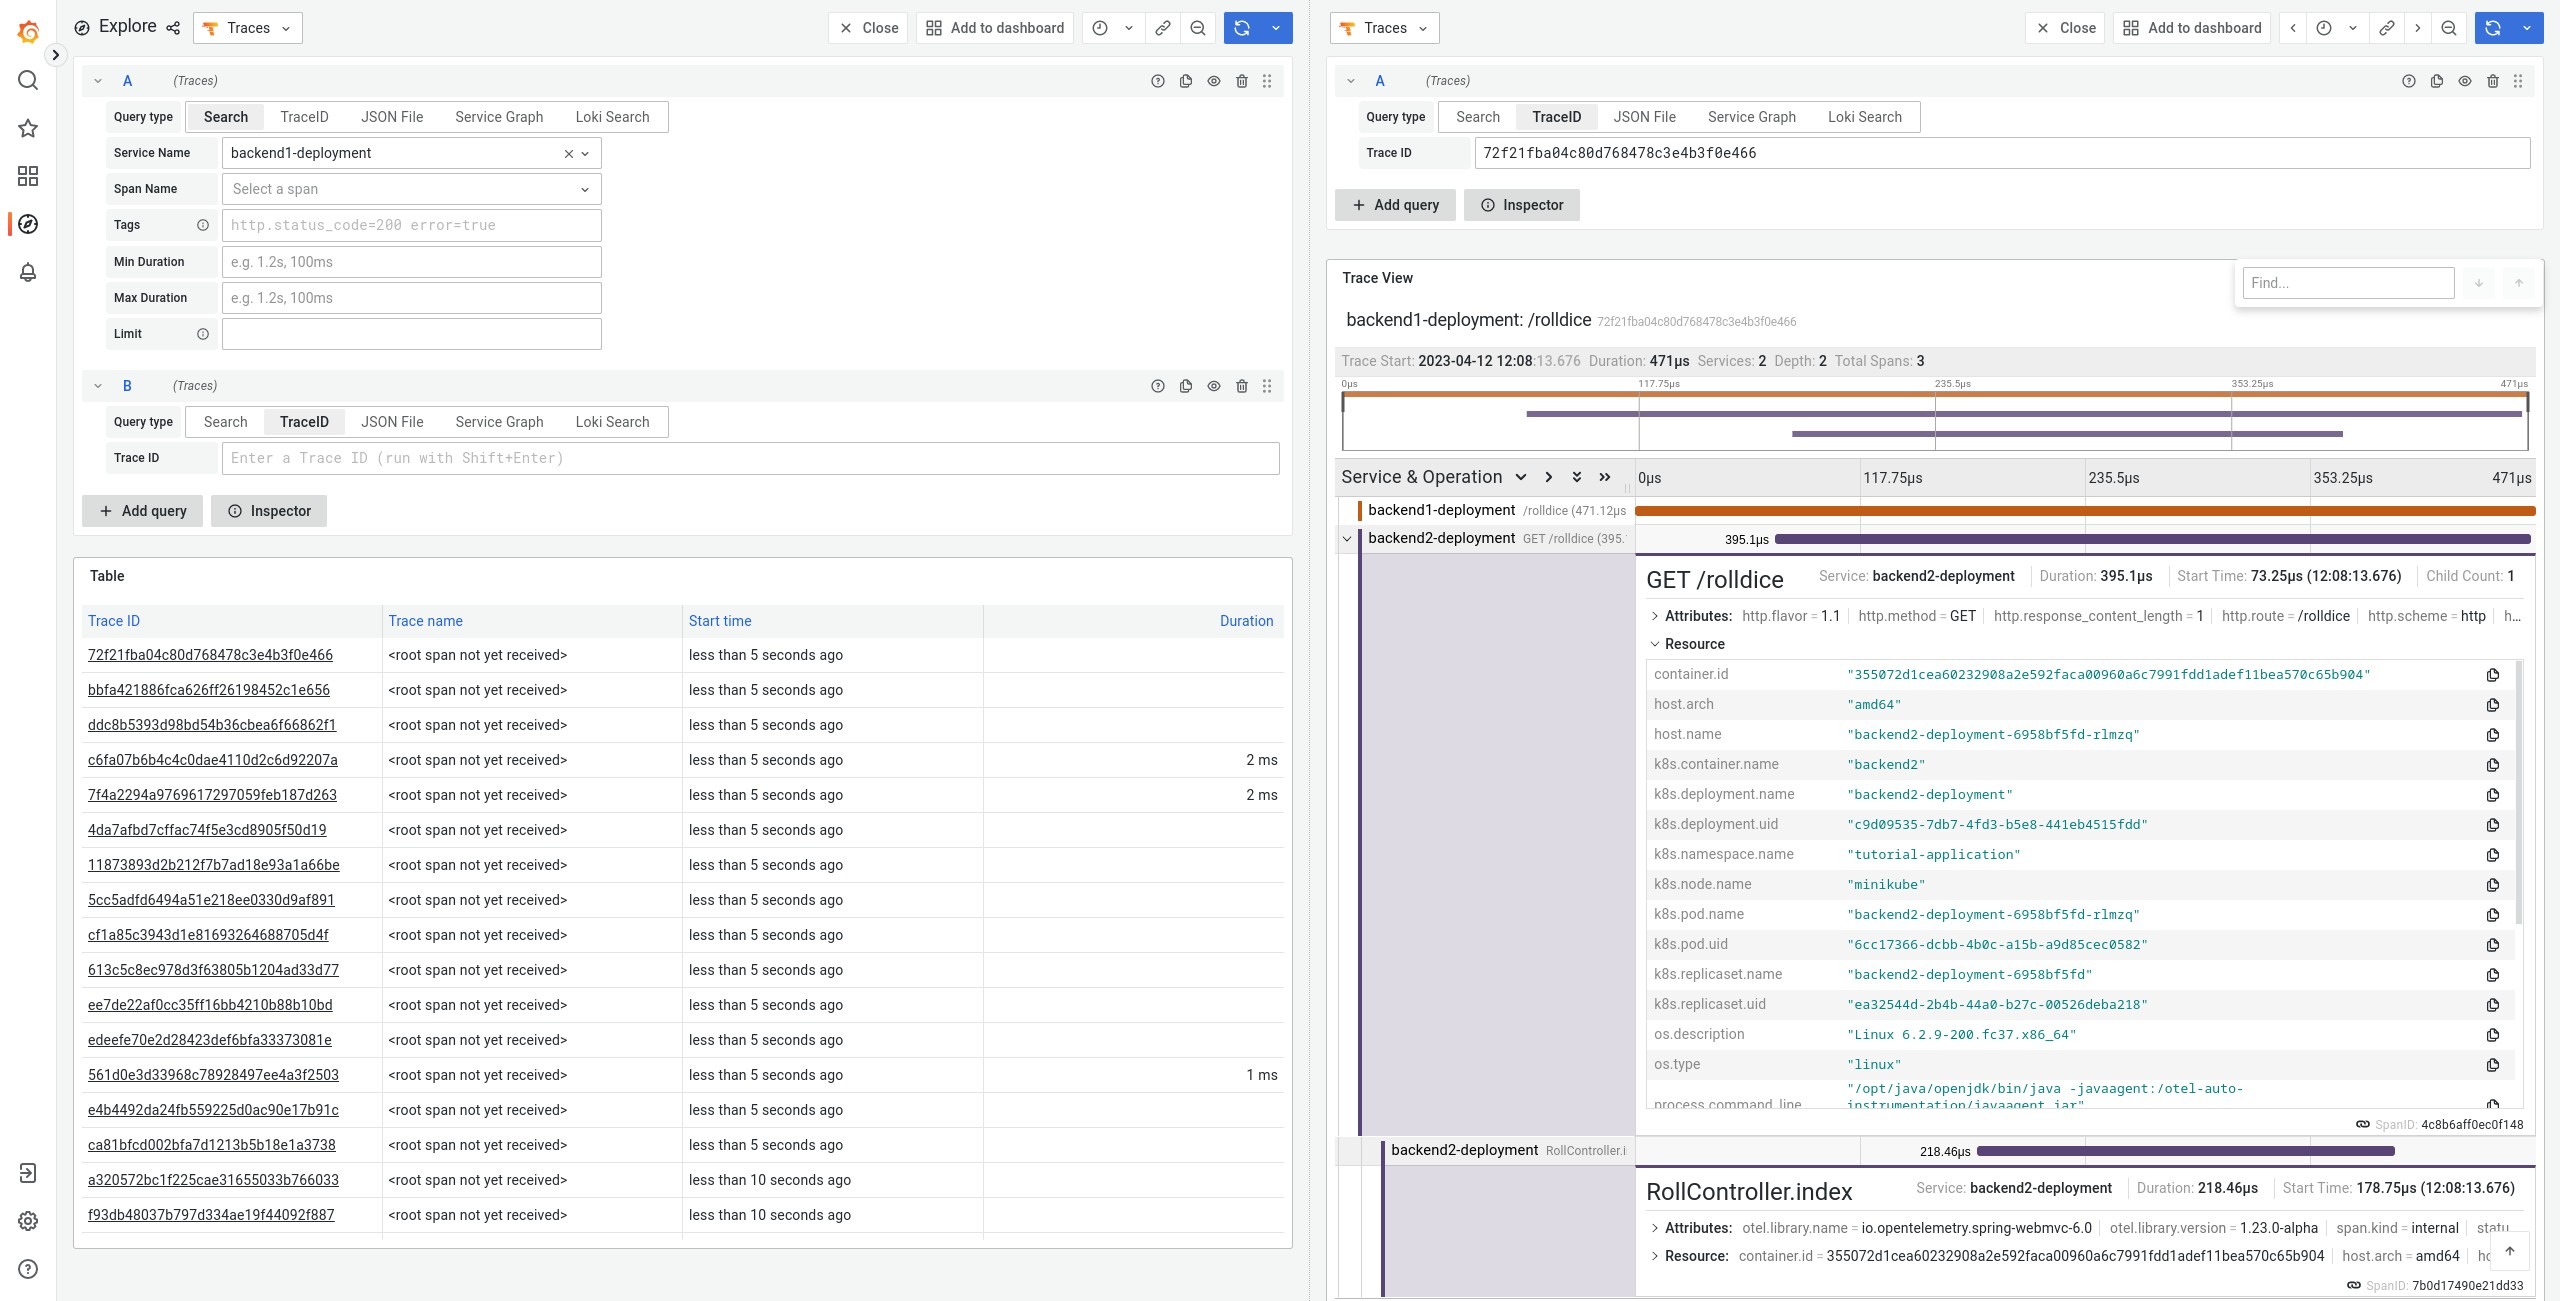 Explore Traces Close Add to dashboard
A (Traces)
Query type Search TraceID JSON File Service Graph Loki Search
Service Name backend1-deployment
Span Name Select a span
Tags http.status_code=200 error=true
Min Duration e.g. 1.2s, 100ms
Max Duration e.g. 1.2s, 100ms
Limit
B (Traces)
Query type Search TraceID JSON File Service Graph Loki Search
Trace ID Enter a Trace ID (run with Shift+Enter)
Add query Inspector
Table
Trace ID Trace name Start time Duration
72f21fba04c80d768478c3e4b3f0e466 <root span not yet received> less than 5 seconds ago
bbfa421886fca626ff26198452c1e656 <root span not yet received> less than 5 seconds ago
ddc8b5393d98bd54b36cbea6f66862f1 <root span not yet received> less than 5 seconds ago
c6fa07b6b4c4c0dae4110d2c6d92207a <root span not yet received> less than 5 seconds ago 2 ms
7f4a2294a9769617297059feb187d263 <root span not yet received> less than 5 seconds ago 2 ms
4da7afbd7cffac74f5e3cd8905f50d19 <root span not yet received> less than 5 seconds ago
11873893d2b212f7b7ad18e93a1a66be <root span not yet received> less than 5 seconds ago
5cc5adfd6494a51e218ee0330d9af891 <root span not yet received> less than 5 seconds ago
cf1a85c3943d1e81693264688705d4f <root span not yet received> less than 5 seconds ago
613c5c8ec978d3f63805b1204ad33d77 <root span not yet received> less than 5 seconds ago
ee7de22af0cc35ff16bb4210b88b10bd <root span not yet received> less than 5 seconds ago
edeefe70e2d28423def6bfa33373081e <root span not yet received> less than 5 seconds ago
561d0e3d33968c78928497ee4a3f2503 <root span not yet received> less than 5 seconds ago 1 ms
e4b4492da24fb559225d0ac90e17b91c <root span not yet received> less than 5 seconds ago
ca81bfcd002bfa7d1213b5b18e1a3738 <root span not yet received> less than 5 seconds ago
a320572bc1f225cae31655033b766033 <root span not yet received> less than 10 seconds ago
f93db48037b797d334ae19f44092f887 <root span not yet received> less than 10 seconds ago
Traces Close Add to dashboard
A (Traces)
Query type Search TraceID JSON File Service Graph Loki Search
Trace ID 72f21fba04c80d768478c3e4b3f0e466
Add query Inspector
Trace View
Find...
backend1-deployment: /rolldice 72f21fba04c80d768478c3e4b3f0e466
Trace Start: 2023-04-12 12:08:13.676 Duration: 471μs Services: 2 Depth: 2 Total Spans: 3
0μs 117.75μs 235.5μs 353.25μs 471μs
Service & Operation 0μs 117.75μs 235.5μs 353.25μs 471μs
backend1-deployment /rolldice (471.12μs
backend2-deployment GET /rolldice (395. 395.1μs
GET /rolldice Service: backend2-deployment Duration: 395.1μs Start Time: 73.25μs (12:08:13.676) Child Count: 1
Attributes: http.flavor = 1.1 http.method = GET http.response_content_length = 1 http.route = /rolldice http.scheme = http h...
Resource
container.id "355072d1cea60232908a2e592faca00960a6c7991fdd1adef11bea570c65b904"
host.arch "amd64"
host.name "backend2-deployment-6958bf5fd-rlmzq"
k8s.container.name "backend2"
k8s.deployment.name "backend2-deployment"
k8s.deployment.uid "c9d09535-7db7-4fd3-b5e8-441eb4515fdd"
k8s.namespace.name "tutorial-application"
k8s.node.name "minikube"
k8s.pod.name "backend2-deployment-6958bf5fd-rlmzq"
k8s.pod.uid "6cc17366-dcbb-4b0c-a15b-a9d85cec0582"
k8s.replicaset.name "backend2-deployment-6958bf5fd"
k8s.replicaset.uid "ea32544d-2b4b-44a0-b27c-00526deba218"
os.description "Linux 6.2.9-200.fc37.x86_64"
os.type "linux"
"/opt/java/openjdk/bin/java -javaagent:/otel-auto-
process.command_line instrumentation/javaagent.jar"
SpanID: 4c8b6aff0ec0f148
backend2-deployment RollController.i 218.46μs
RollController.index Service: backend2-deployment Duration: 218.46μs Start Time: 178.75μs (12:08:13.676)
Attributes: otel.library.name = io.opentelemetry.spring-webmvc-6.0 otel.library.version = 1.23.0-alpha span.kind = internal statu
Resource: container.id = 355072d1cea60232908a2e592faca00960a6c7991fdd1adef11bea570c65b904 host.arch = amd64 ho
SpanID: 7b0d17490e21dd33